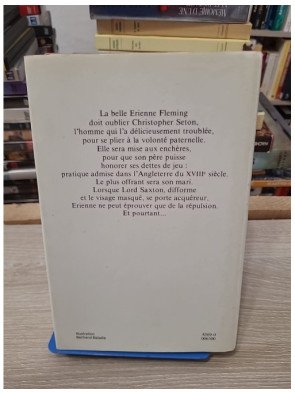 La belle Erienne Fleming
doit oublier Christopher Seton,
l'homme qui l'a délicieusement troublée,
pour se plier à la volonté paternelle.
Elle sera mise aux enchères,
pour que son père puisse
honorer ses dettes de jeu :
pratique admise dans l'Angleterre du XVIIIᵉ siècle.
Le plus offrant sera son mari.
Lorsque Lord Saxton, difforme
et le visage masqué, se porte acquéreur,
Erienne ne peut éprouver que de la répulsion.
Et pourtant...
Illustration